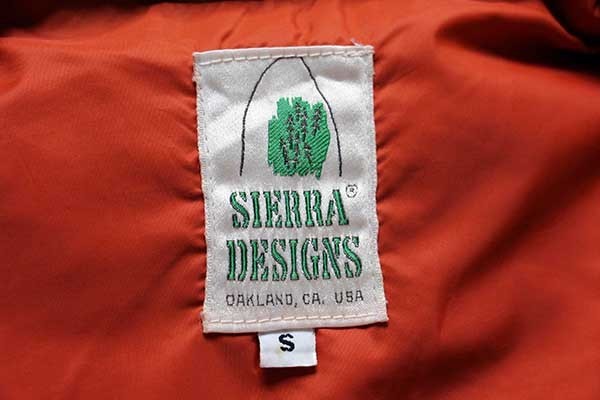 SIERRA®
DESIGNS
OAKLAND, CA. USA
S